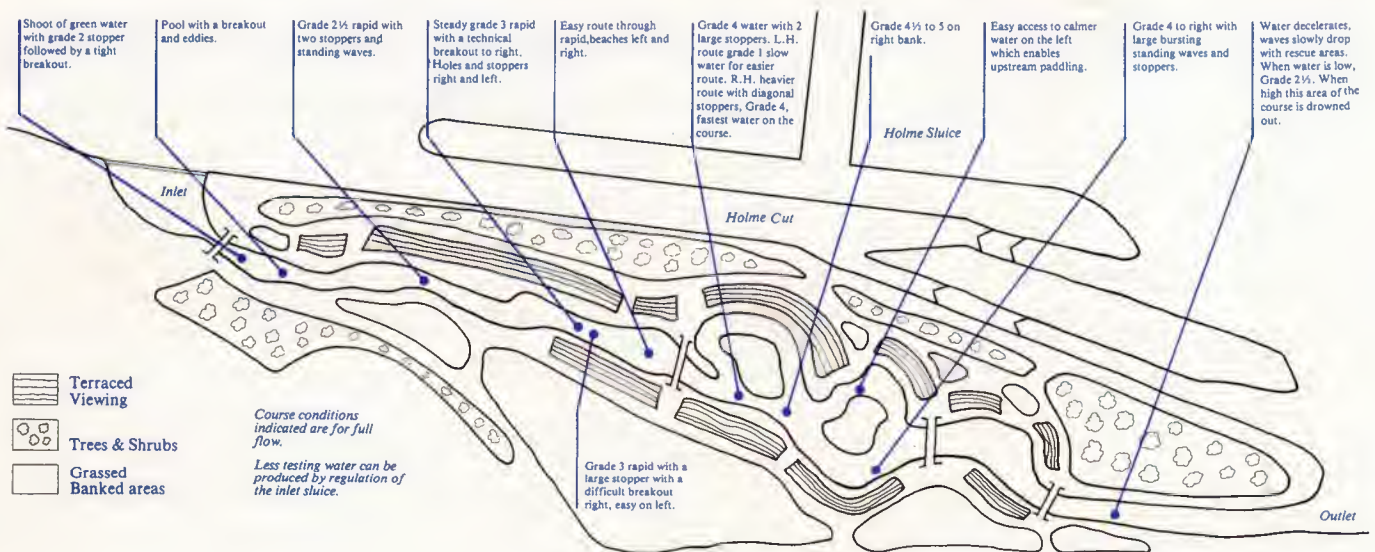 Shoot of green water
with grade 2 stopper
followed by a tight
breakout.
Pool with a breakout
and eddies.
Grade 2½ rapid with
two stoppers and
standing waves.
Steady grade 3 rapid
with a technical
breakout to right,
Holes and stoppers
right and left.
Easy route through
rapid,beaches left and
right.
Grade 4 water with 2
large stoppers. L.H.
route grade 1 slow
water for easier
route. R.H. heavier
route with diagonal
stoppers, Grade 4,
fastest water on the
course.
Grade 4½ to 5 on
right bank.
Easy access to calmer
water on the left
which enables
upstream paddling.
Grade 4 to right with
large bursting
standing waves and
stoppers.
Water decelerates,
waves slowly drop
with rescue areas.
When water is low,
Grade 2½. When
high this area of the
course is drowned
out.
Holme Sluice
Inlet
Holme Cut
Terraced
Viewing
Trees & Shrubs
Grassed
Banked areas
Course conditions
indicated are for full
flow.
Less testing water can be
produced by regulation of
the inlet sluice.
Grade 3 rapid with a
large stopper with a
difficult breakout
right, easy on left.
Outlet